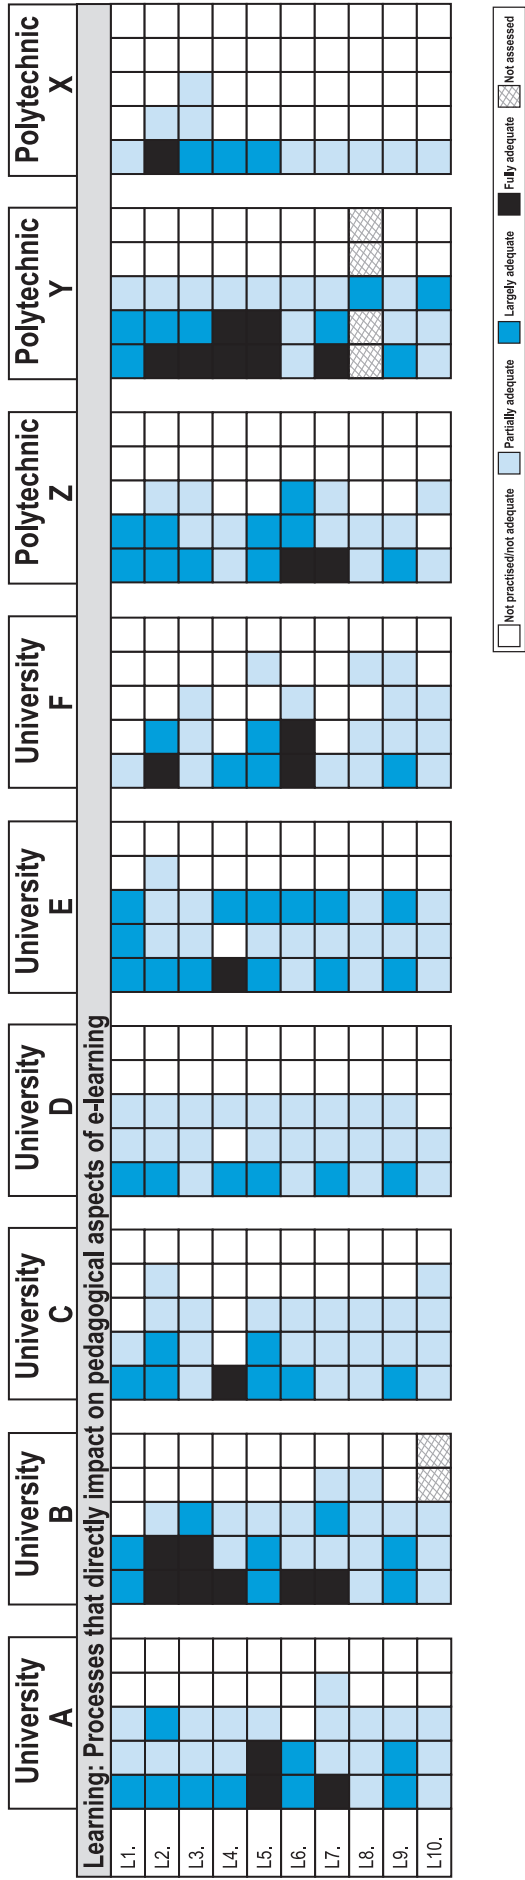 University
A
University
B
University
C
University
D
University
E
University
F
Polytechnic
Z
Polytechnic
Y
Polytechnic
X
Learning: Processes that directly impact on pedagogical aspects of e-learning
L1.
L2.
L3.
L4.
L5.
L6.
L7.
L8.
L9.
L10.
Not practised/not adequate
Partially adequate
Largely adequate
Fully adequate
Not assessed